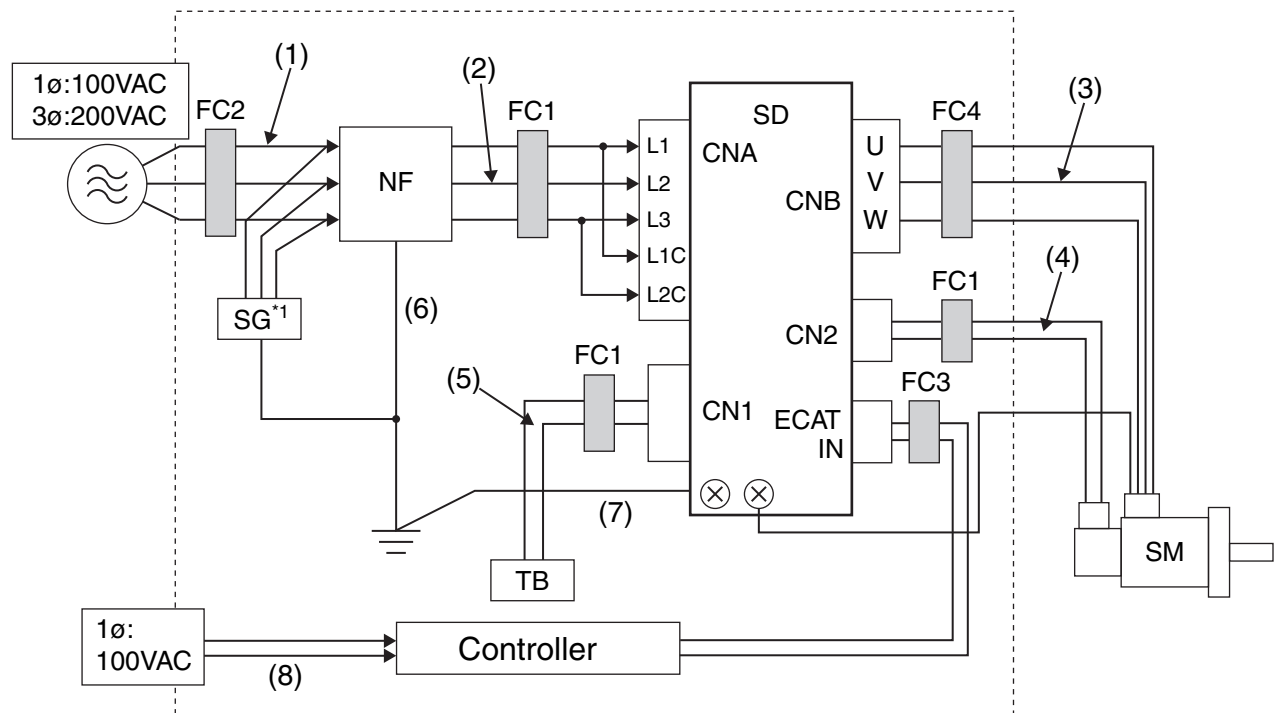 (1)
(2)
(3)
1ø:100VAC
3ø:200VAC
FC2
FC1
SD
FC4
NF
L1
L2
L3
L1C
L2C
CNA
CNB
U
V
W
(4)
FC1
SG*1
(6)
CN2
FC1
FC3
(5)
CN1
ECAT
IN
(7)
TB
SM
1ø:
100VAC
(8)
Controller